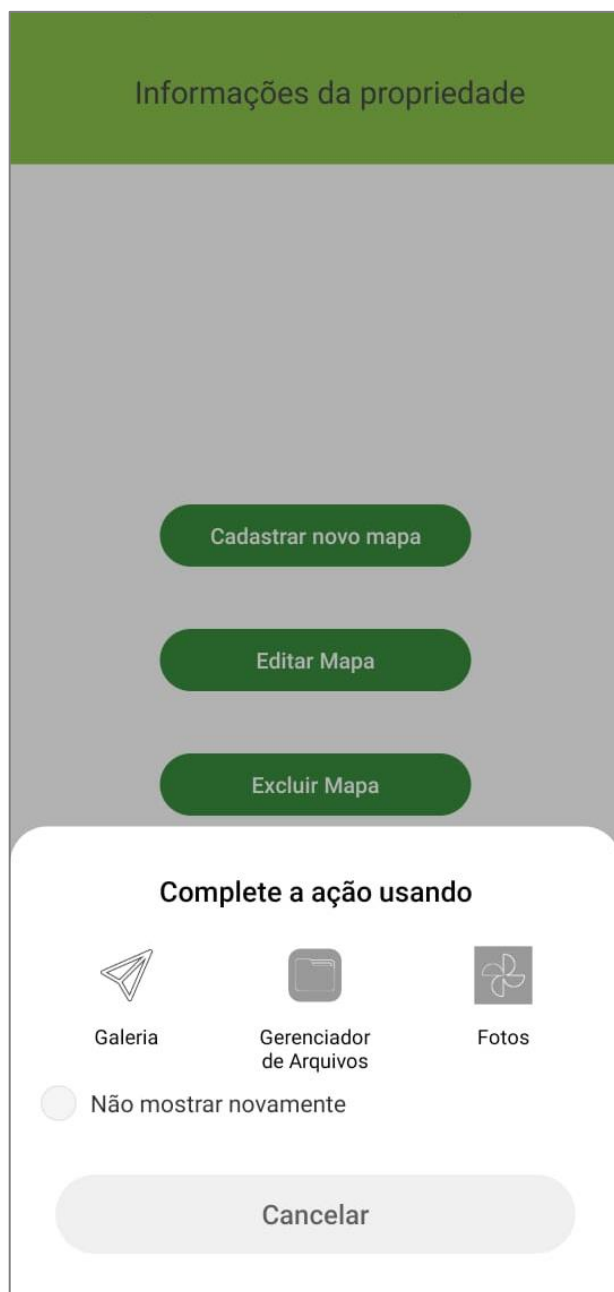 Informações da propriedade
Cadastrar novo mapa
Editar Mapa
Excluir Mapa
Complete a ação usando
Galeria
Gerenciador
de Arquivos
Fotos
Não mostrar novamente
Cancelar